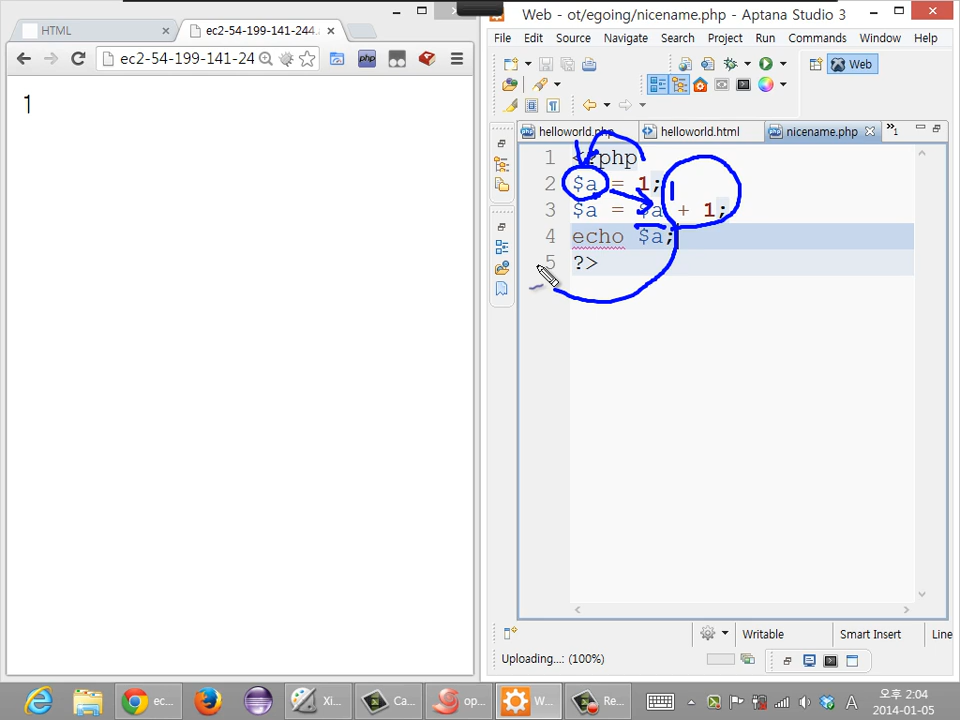 HTML
ec2-54-199-141-244.
ec2-54-199-141-24
php
1
Web - ot/egoing/nicename.php - Aptana Studio 3
File Edit Source Navigate Search Project Run Commands Window Help
Web
helloworld.php helloworld.html nicename.php »1
1 <?php
2 $a = 1;
1
3 $a = $a + 1;
4 echo $a;
5 ?>
Writable Smart Insert Line
Uploading...: (100%)
ec... Xi... Ca... op... W... Re... A
오후 2:04
2014-01-05